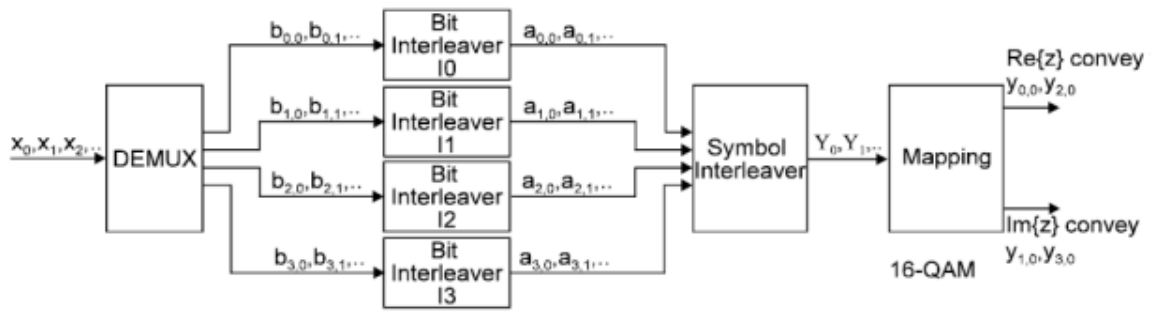 x₀,x₁,x₂,..
DEMUX
b₀,₀,b₀,₁,..
Bit
Interleaver
I0
a₀,₀,a₀,₁,..
b₁,₀,b₁,₁,..
Bit
Interleaver
I1
a₁,₀,a₁,₁,..
b₂,₀,b₂,₁,..
Bit
Interleaver
I2
a₂,₀,a₂,₁,..
b₃,₀,b₃,₁,..
Bit
Interleaver
I3
a₃,₀,a₃,₁,..
Symbol
Interleaver
Y₀,Y₁,..
Mapping
16-QAM
Re{z} convey
y₀,₀,y₂,₀
Im{z} convey
y₁,₀,y₃,₀